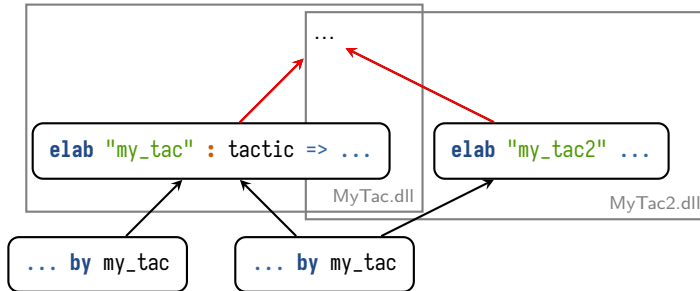 ...
elab "my_tac" : tactic => ...
elab "my_tac2" ...
MyTac.dll
MyTac2.dll
... by my_tac
... by my_tac